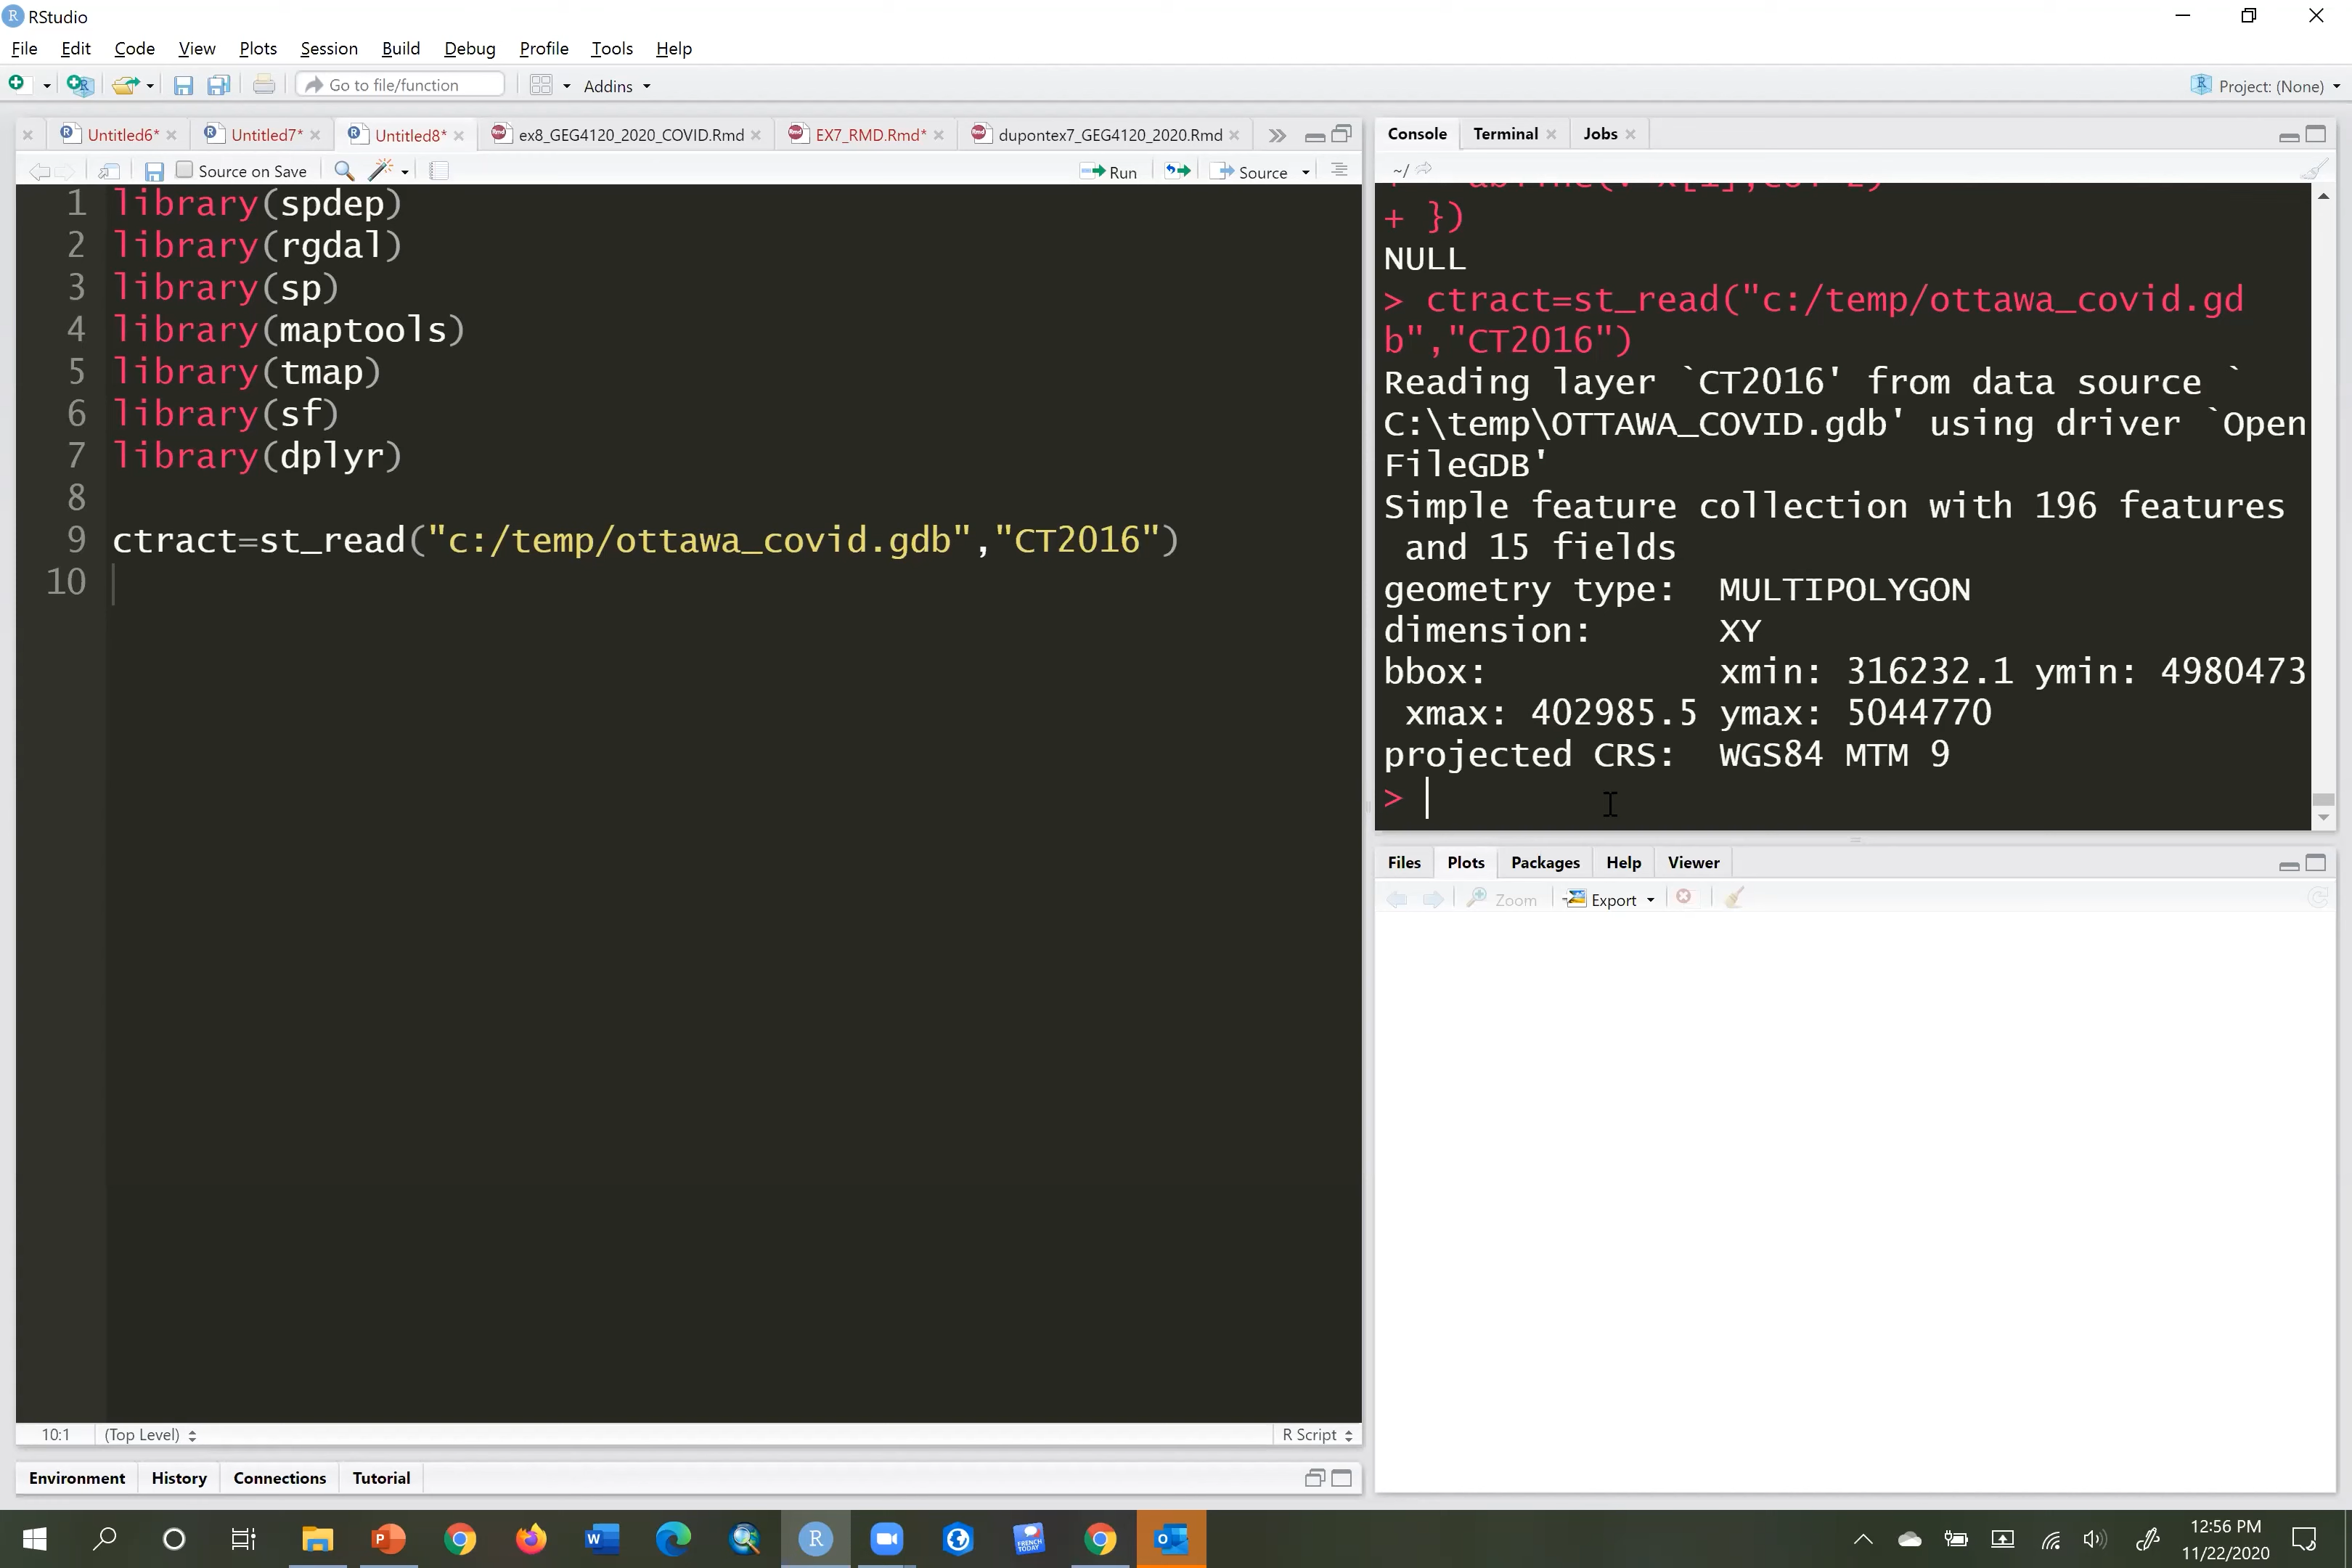 RStudio
File Edit Code View Plots Session Build Debug Profile Tools Help
Go to file/function Addins Project: (None)
Untitled6* Untitled7* Untitled8* ex8_GEG4120_2020_COVID.Rmd EX7_RMD.Rmd* dupontex7_GEG4120_2020.Rmd
Source on Save Run Source
1 library(spdep)
2 library(rgdal)
3 library(sp)
4 library(maptools)
5 library(tmap)
6 library(sf)
7 library(dplyr)
8
9 ctract=st_read("c:/temp/ottawa_covid.gdb","CT2016")
10
10:1 (Top Level) R Script
Environment History Connections Tutorial
Console Terminal Jobs
~/
+ })
NULL
> ctract=st_read("c:/temp/ottawa_covid.gd
b","CT2016")
Reading layer `CT2016' from data source `
C:\temp\OTTAWA_COVID.gdb' using driver `Open
FileGDB'
Simple feature collection with 196 features
and 15 fields
geometry type: MULTIPOLYGON
dimension: XY
bbox: xmin: 316232.1 ymin: 4980473
xmax: 402985.5 ymax: 5044770
projected CRS: WGS84 MTM 9
>
Files Plots Packages Help Viewer
Zoom Export
FRENCH TODAY
12:56 PM
11/22/2020